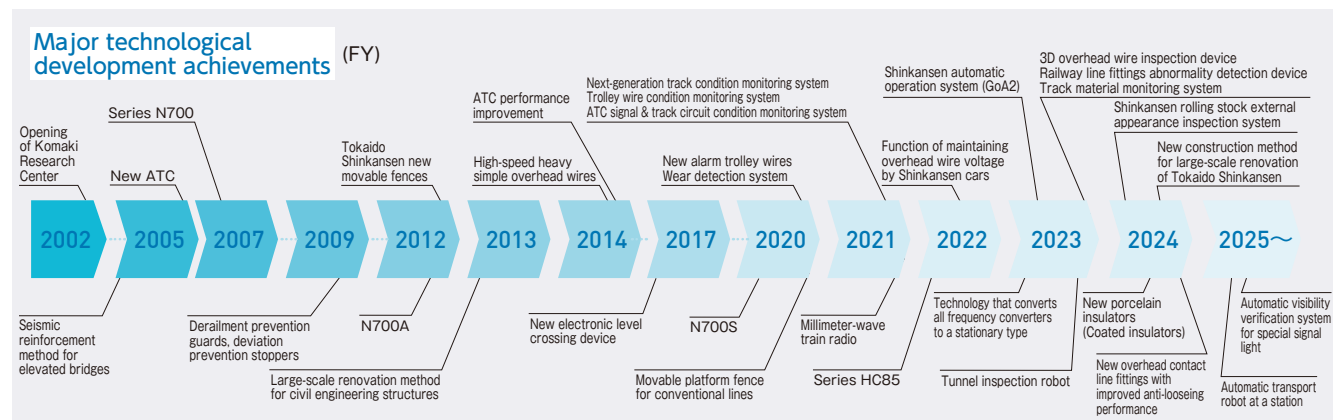 Major technological
development achievements (FY)
Opening
of Komaki
Research
Center
New ATC
Series N700
Tokaido
Shinkansen new
movable fences
ATC performance
improvement
High-speed heavy
simple overhead wires
Next-generation track condition monitoring system
Trolley wire condition monitoring system
ATC signal & track circuit condition monitoring system
New alarm trolley wires
Wear detection system
Shinkansen automatic
operation system (GoA2)
Function of maintaining
overhead wire voltage
by Shinkansen cars
3D overhead wire inspection device
Railway line fittings abnormality detection device
Track material monitoring system
Shinkansen rolling stock external
appearance inspection system
New construction method
for large-scale renovation
of Tokaido Shinkansen
2002 2005 2007 2009 2012 2013 2014 2017 2020 2021 2022 2023 2024 2025～
Seismic
reinforcement
method for
elevated bridges
Derailment prevention
guards, deviation
prevention stoppers
Large-scale renovation method
for civil engineering structures
N700A
New electronic level
crossing device
Movable platform fence
for conventional lines
N700S
Millimeter-wave
train radio
Series HC85
Technology that converts
all frequency converters
to a stationary type
Tunnel inspection robot
New porcelain
insulators
(Coated insulators)
New overhead contact
line fittings with
improved anti-looseing
performance
Automatic visibility
verification system
for special signal
light
Automatic transport
robot at a station